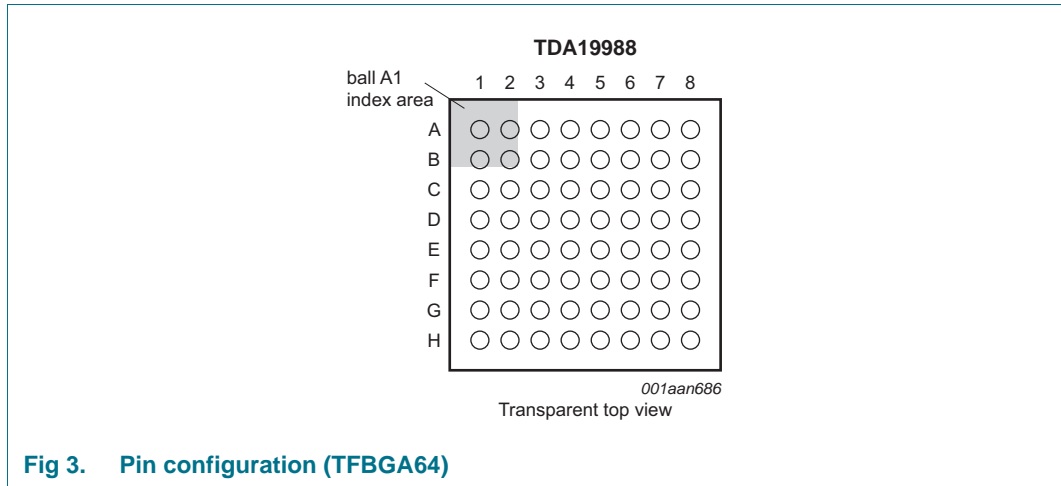 TDA19988
ball A1
index area
1 2 3 4 5 6 7 8
A
B
C
D
E
F
G
H
001aan686
Transparent top view
Fig 3. Pin configuration (TFBGA64)